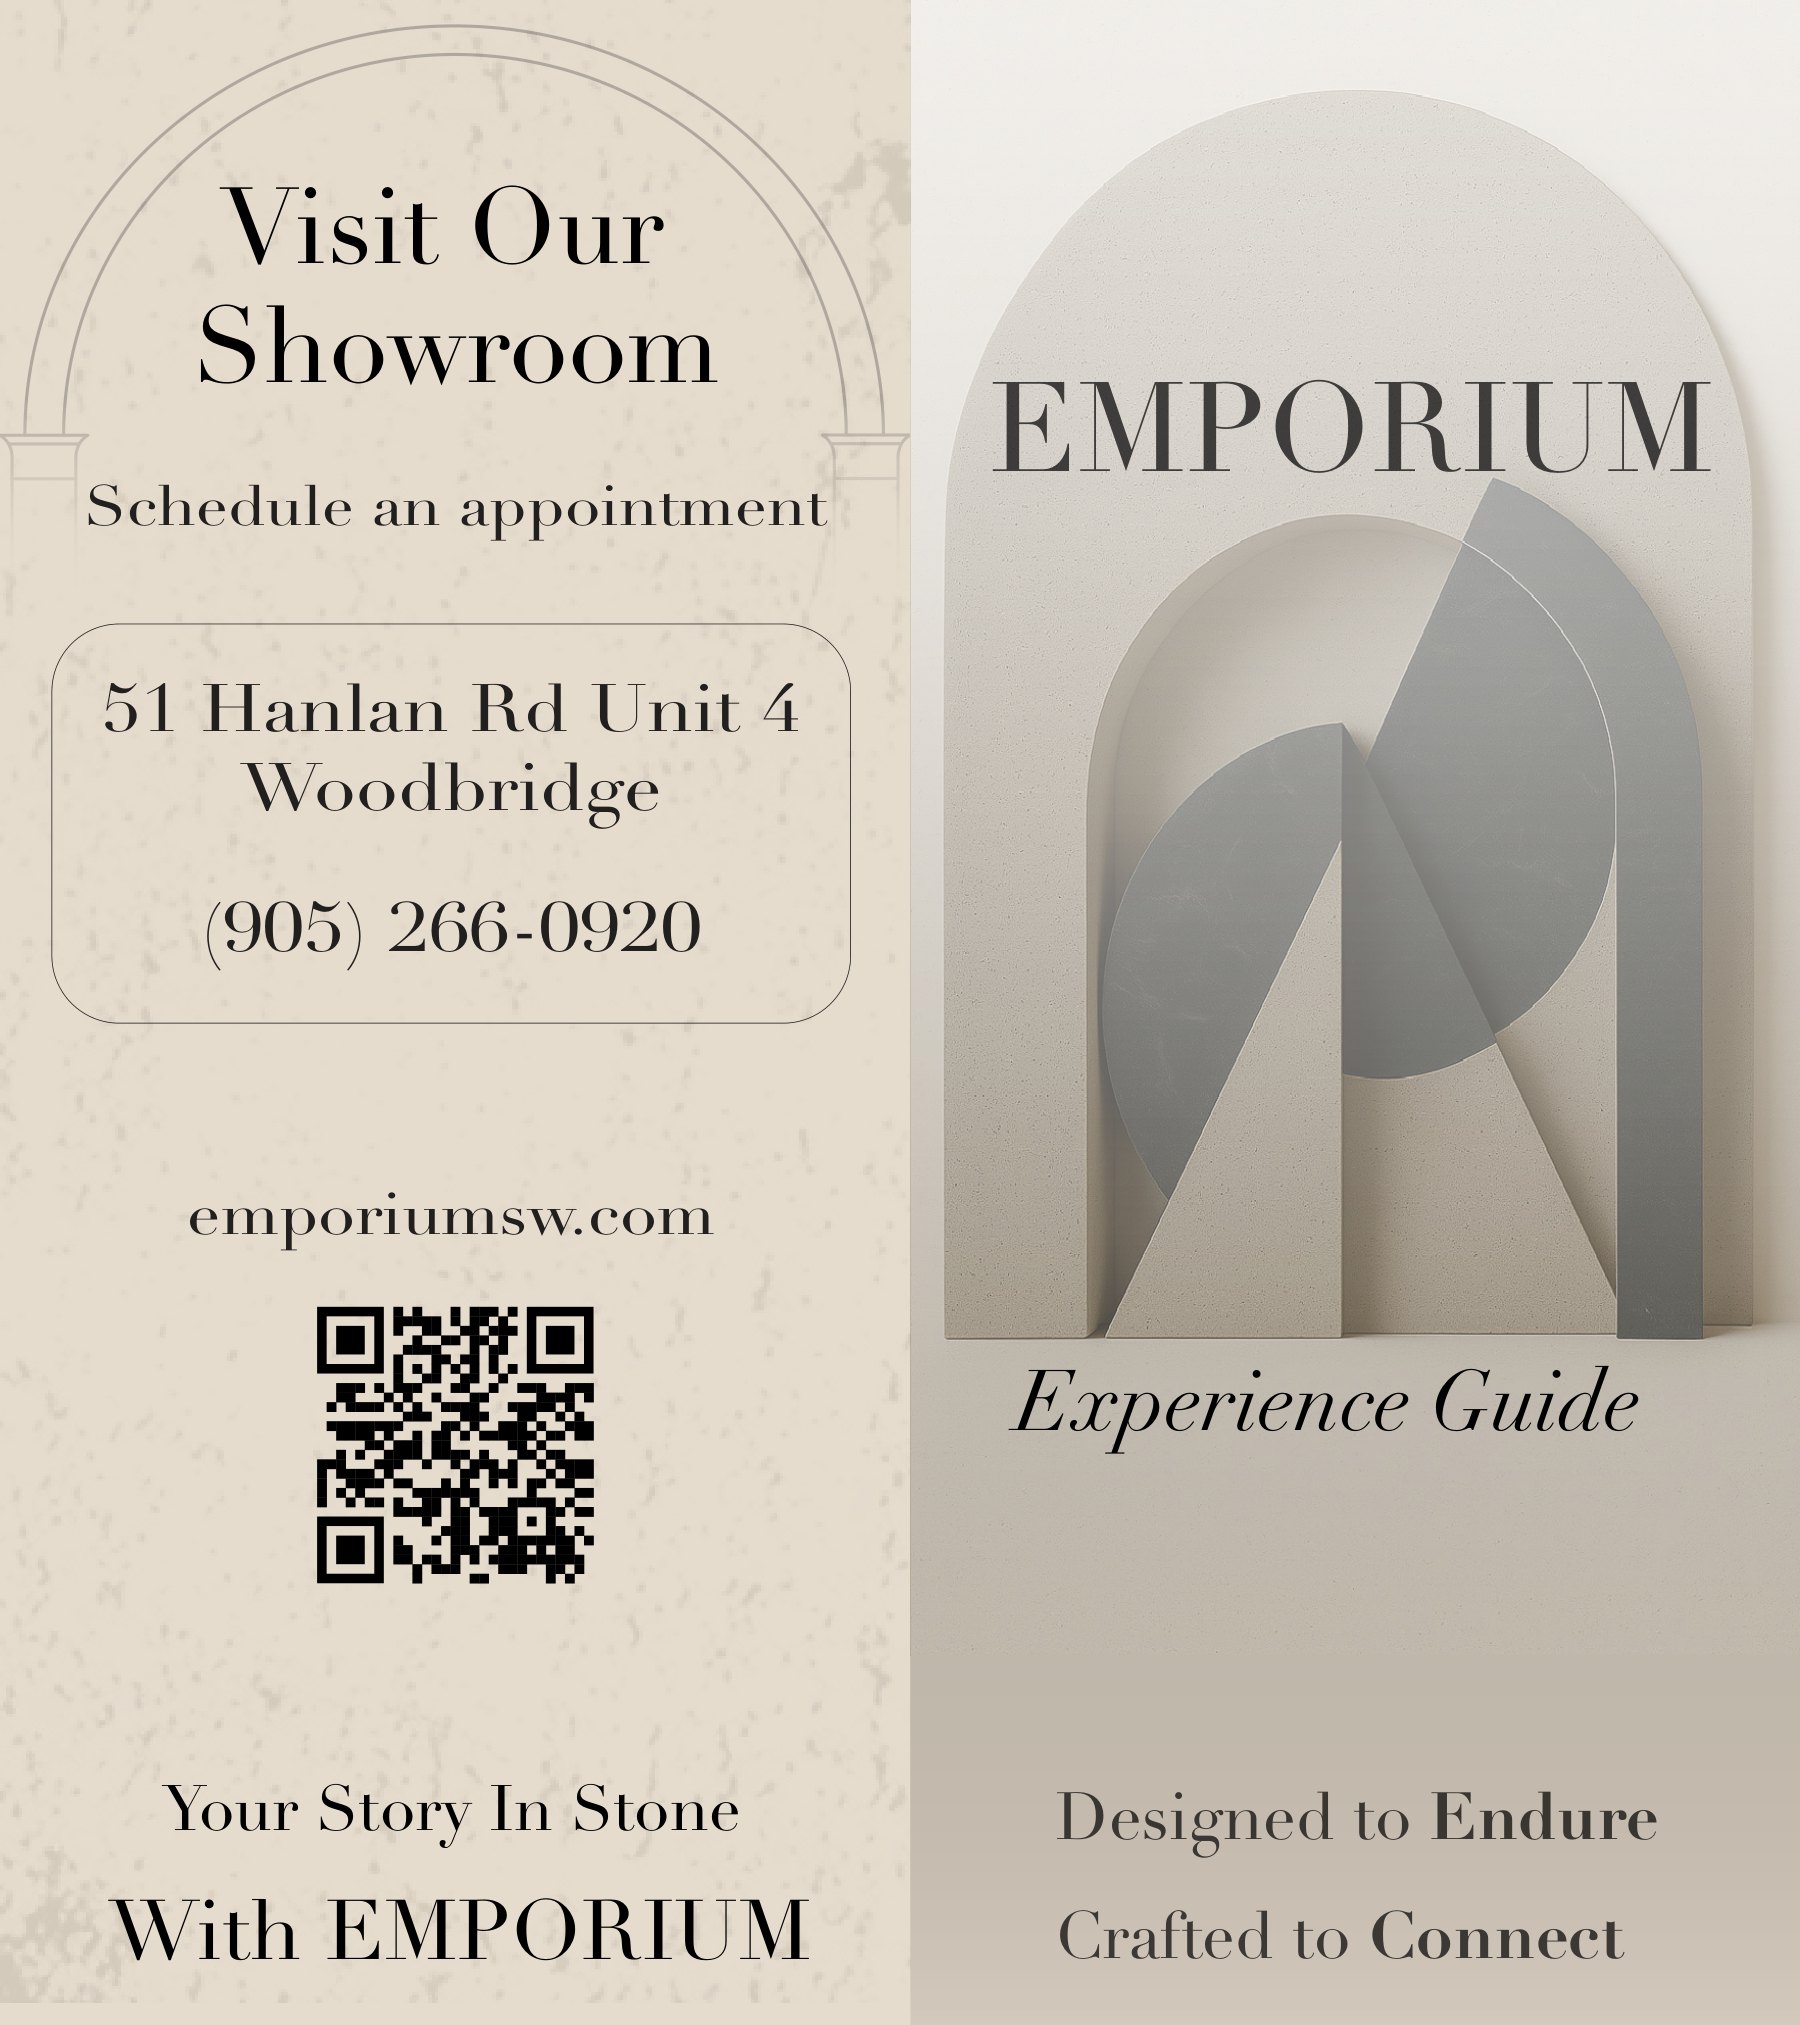 Visit Our
Showroom
Schedule an appointment
51 Hanlan Rd Unit 4
Woodbridge
(905) 266-0920
emporiumsw.com
Your Story In Stone
With EMPORIUM
EMPORIUM
Experience Guide
Designed to Endure
Crafted to Connect